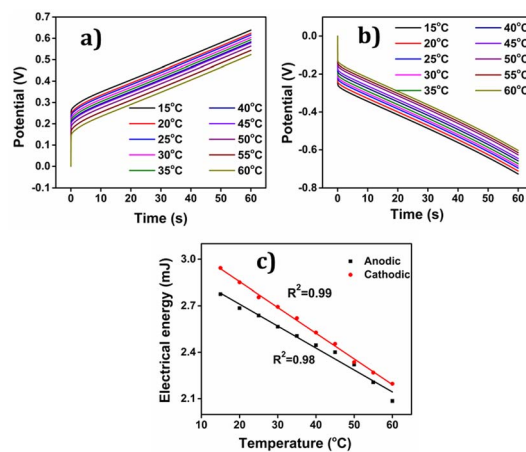 a)
0.7
0.6
0.5
0.4
0.3
0.2
0.1
0.0
-0.1
Potential (V)
15°C 40°C
20°C 45°C
25°C 50°C
30°C 55°C
35°C 60°C
0 10 20 30 40 50 60
Time (s)
b)
-0.0
-0.2
-0.4
-0.6
-0.8
Potential (V)
15°C 40°C
20°C 45°C
25°C 50°C
30°C 55°C
35°C 60°C
0 10 20 30 40 50 60
Time (s)
c)
3.0
2.7
2.4
2.1
Electrical energy (mJ)
Anodic
Cathodic
R²=0.99
R²=0.98
10 20 30 40 50 60
Temperature (°C)